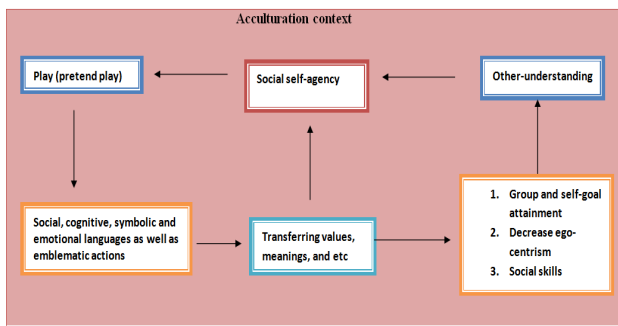 Acculturation context
Play (pretend play)
Social self-agency
Other-understanding
Social, cognitive, symbolic and
emotional languages as well as
emblematic actions
Transferring values,
meanings, and etc
1. Group and self-goal
attainment
2. Decrease ego-
centrism
3. Social skills